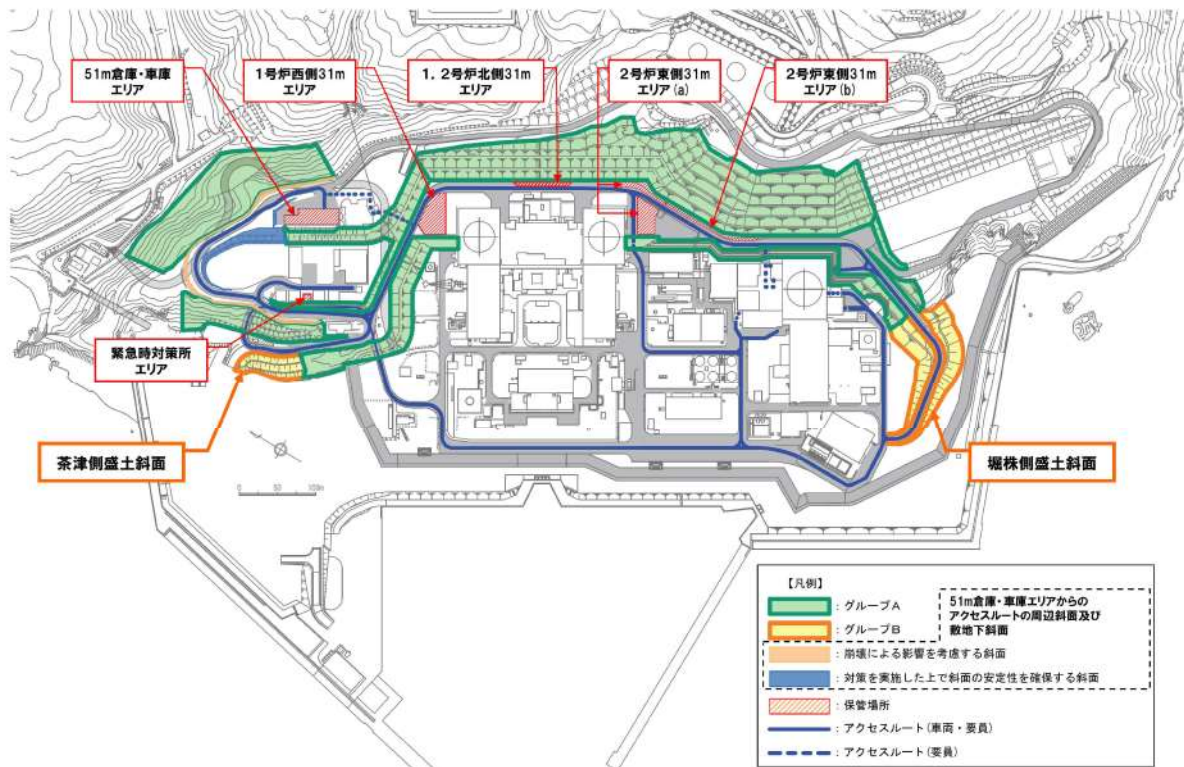 51m倉庫・車庫
エリア
1号炉西側31m
エリア
1，2号炉北側31m
エリア
2号炉東側31m
エリア(a)
2号炉東側31m
エリア(b)
緊急時対策所
エリア
茶津側盛土斜面
堀株側盛土斜面
0 50 100m
【凡例】
：グループA
：グループB
51m倉庫・車庫エリアからの
アクセスルートの周辺斜面及び
敷地下斜面
：崩壊による影響を考慮する斜面
：対策を実施した上で斜面の安定性を確保する斜面
：保管場所
：アクセスルート(車両・要員)
：アクセスルート(要員)